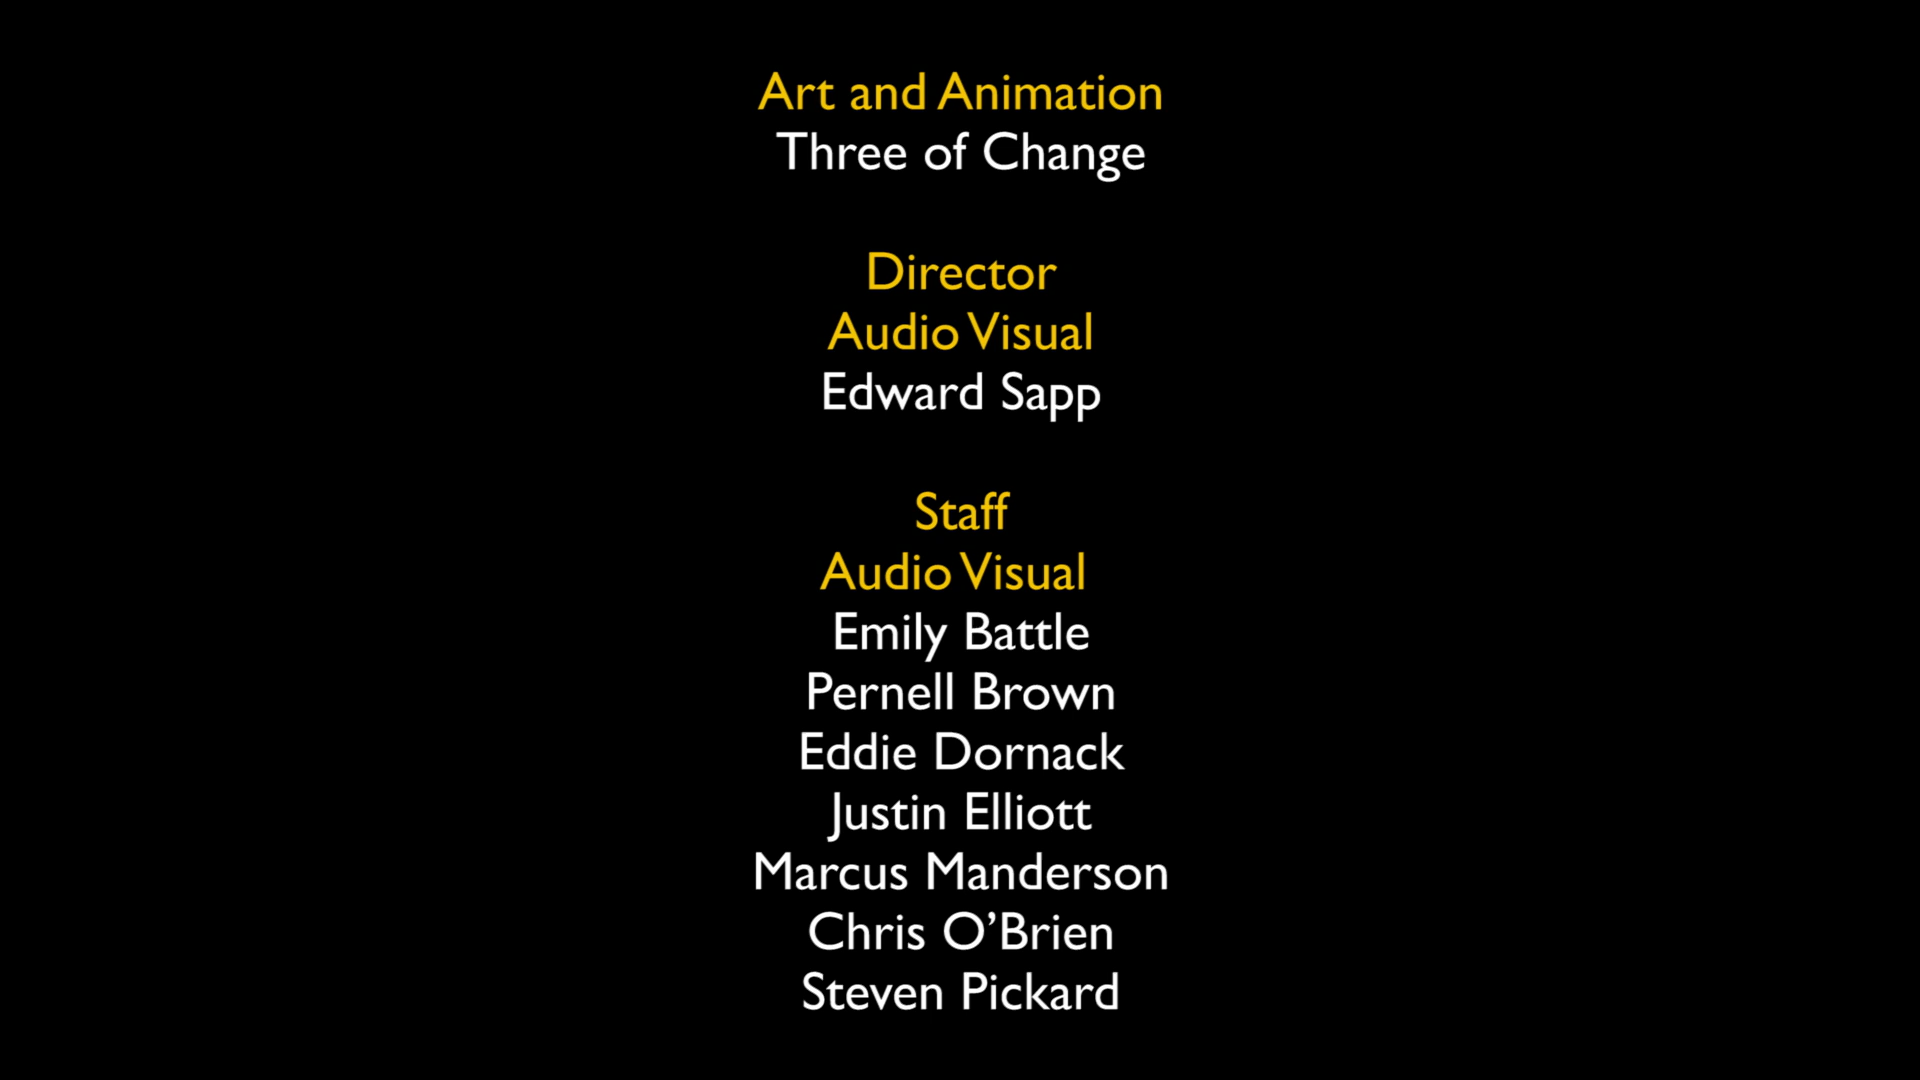 Art and Animation
Three of Change
Director
Audio Visual
Edward Sapp
Staff
Audio Visual
Emily Battle
Pernell Brown
Eddie Dornack
Justin Elliott
Marcus Manderson
Chris O’Brien
Steven Pickard